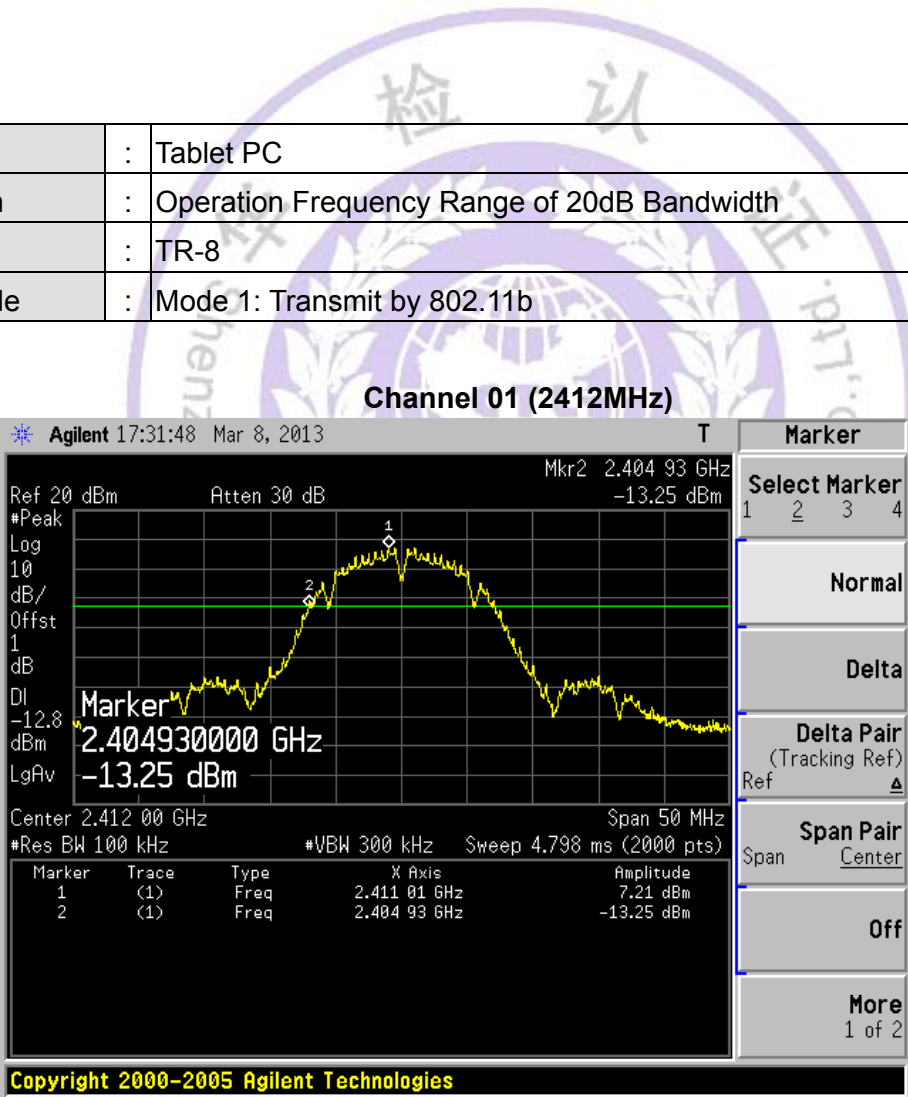 检 认
: Tablet PC
: Operation Frequency Range of 20dB Bandwidth
: TR-8
: Mode 1: Transmit by 802.11b
Channel 01 (2412MHz)
Agilent 17:31:48 Mar 8, 2013 T
Mkr2 2.404 93 GHz
Ref 20 dBm Atten 30 dB -13.25 dBm
#Peak
Log
10
dB/
Offst
1
dB
DI
-12.8
dBm
LgAv
1
2
Marker
2.404930000 GHz
-13.25 dBm
Center 2.412 00 GHz Span 50 MHz
#Res BW 100 kHz #VBW 300 kHz Sweep 4.798 ms (2000 pts)
Marker Trace Type X Axis Amplitude
1 (1) Freq 2.411 01 GHz 7.21 dBm
2 (1) Freq 2.404 93 GHz -13.25 dBm
Marker
Select Marker
1 2 3 4
Normal
Delta
Delta Pair
(Tracking Ref)
Ref Δ
Span Pair
Span Center
Off
More
1 of 2
Copyright 2000-2005 Agilent Technologies